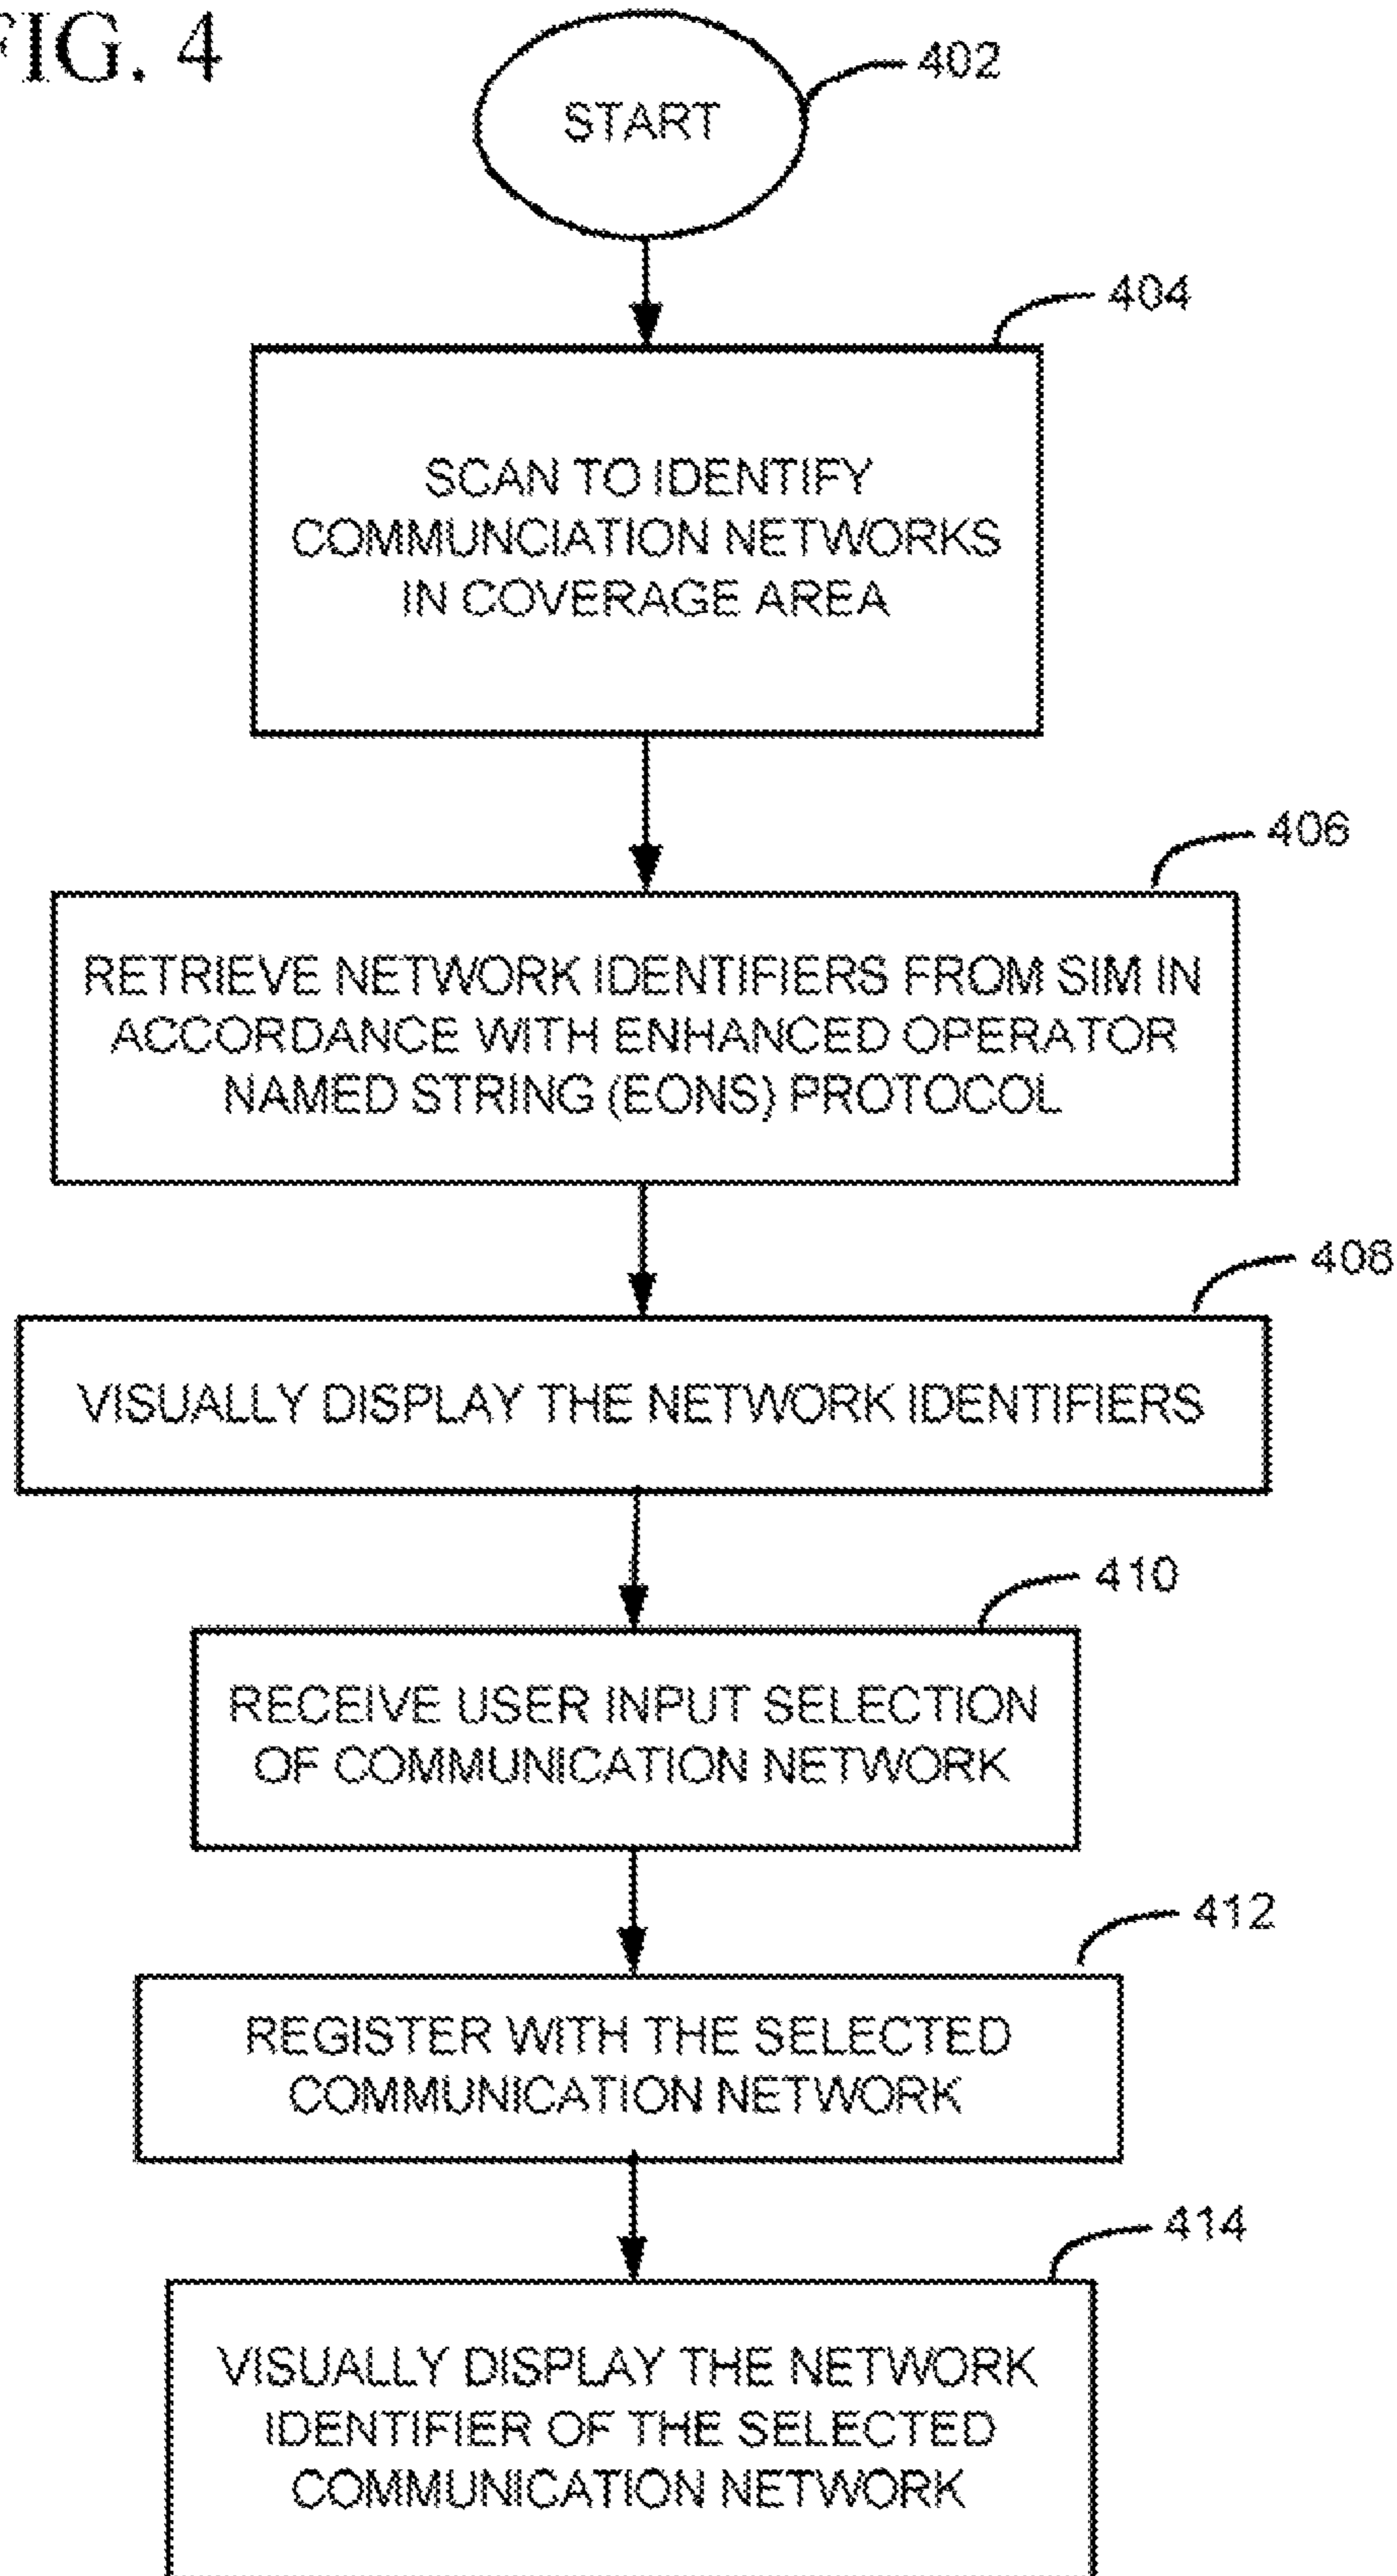 FIG. 4
402
START
404
SCAN TO IDENTIFY
COMMUNCIATION NETWORKS
IN COVERAGE AREA
406
RETRIEVE NETWORK IDENTIFIERS FROM SIM IN
ACCORDANCE WITH ENHANCED OPERATOR
NAMED STRING (EONS) PROTOCOL
408
VISUALLY DISPLAY THE NETWORK IDENTIFIERS
410
RECEIVE USER INPUT SELECTION
OF COMMUNICATION NETWORK
412
REGISTER WITH THE SELECTED
COMMUNICATION NETWORK
414
VISUALLY DISPLAY THE NETWORK
IDENTIFIER OF THE SELECTED
COMMUNICATION NETWORK